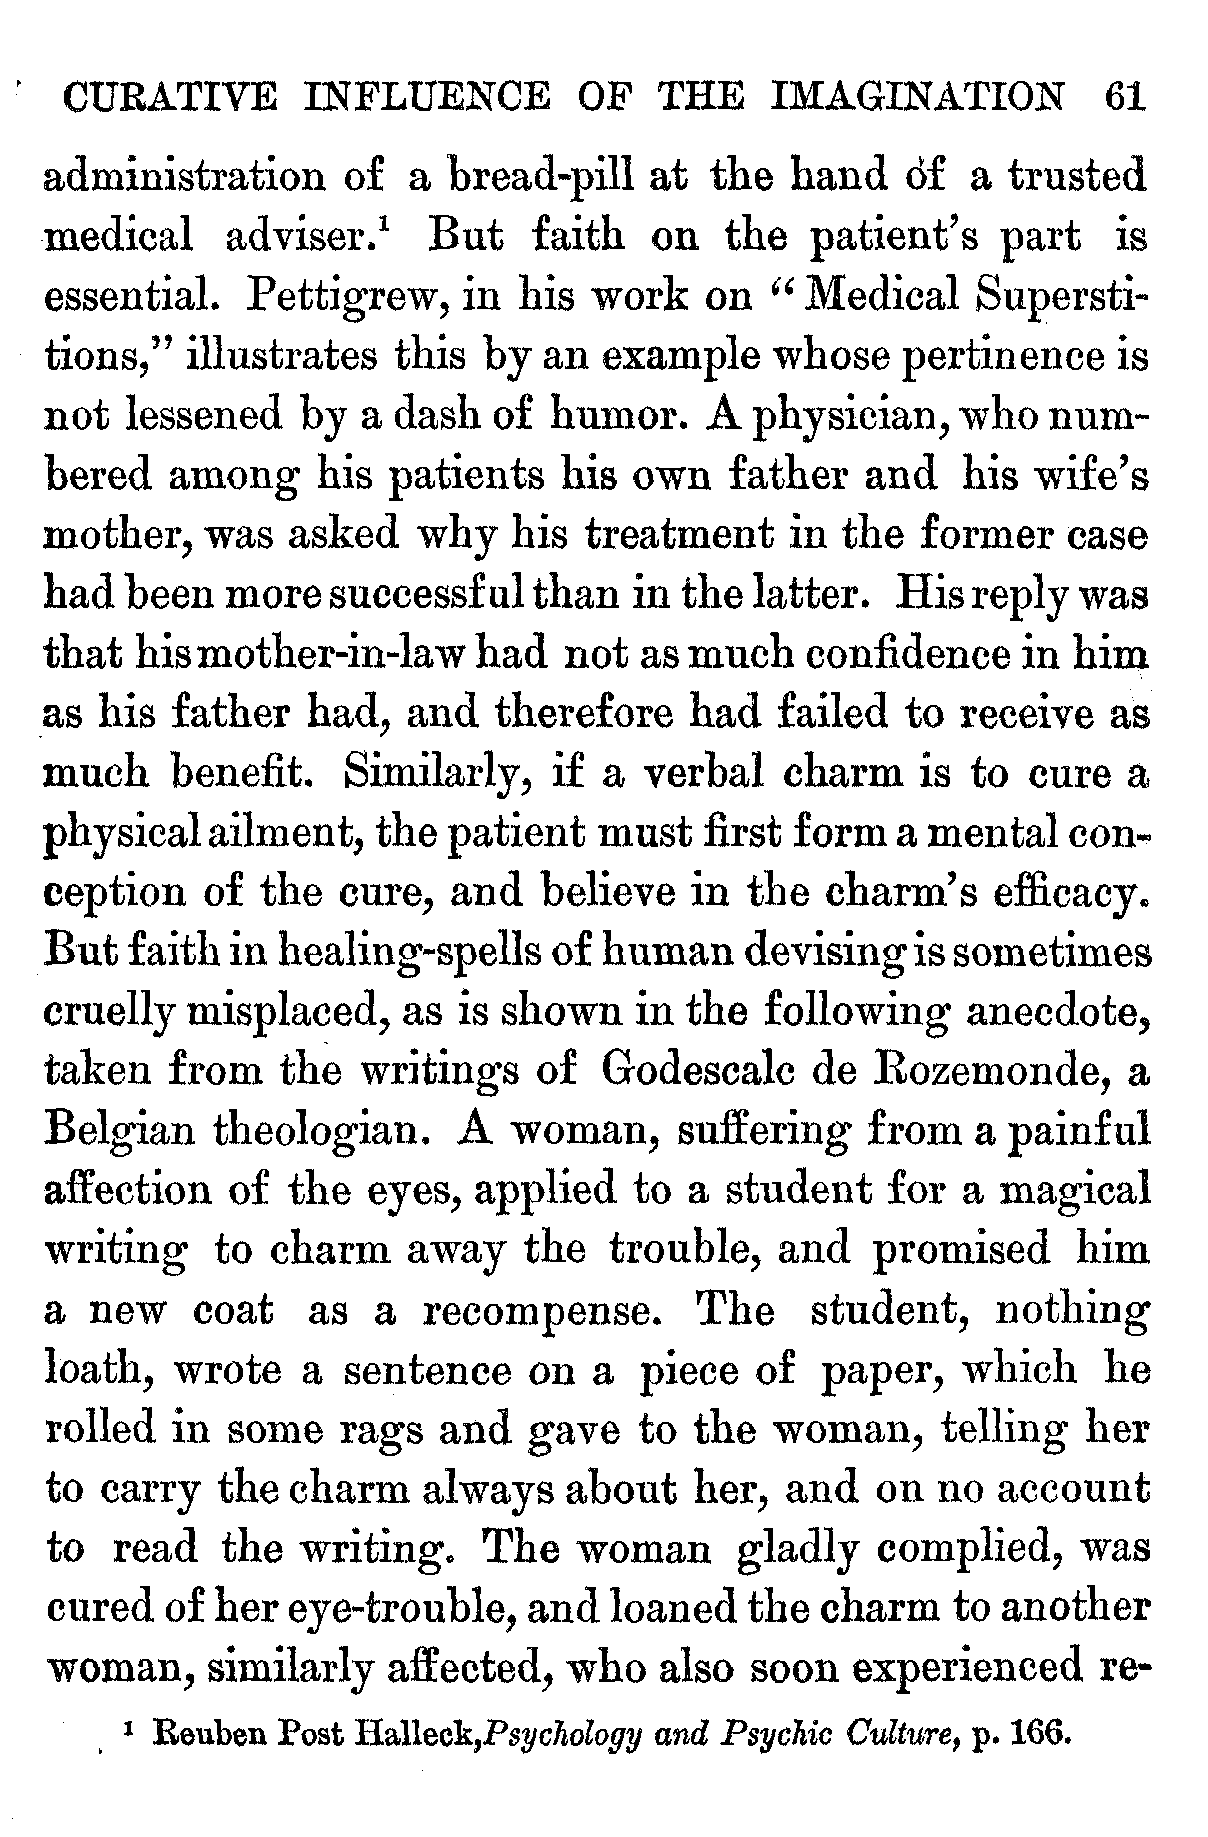 CURATIVE INFLUENCE OF THE IMAGINATION 61
administration of a bread-pill at the hand of a trusted
medical adviser.¹ But faith on the patient's part is
essential. Pettigrew, in his work on "Medical Supersti-
tions," illustrates this by an example whose pertinence is
not lessened by a dash of humor. A physician, who num-
bered among his patients his own father and his wife's
mother, was asked why his treatment in the former case
had been more successful than in the latter. His reply was
that his mother-in-law had not as much confidence in him
as his father had, and therefore had failed to receive as
much benefit. Similarly, if a verbal charm is to cure a
physical ailment, the patient must first form a mental con-
ception of the cure, and believe in the charm's efficacy.
But faith in healing-spells of human devising is sometimes
cruelly misplaced, as is shown in the following anecdote,
taken from the writings of Godescalc de Rozemonde, a
Belgian theologian. A woman, suffering from a painful
affection of the eyes, applied to a student for a magical
writing to charm away the trouble, and promised him
a new coat as a recompense. The student, nothing
loath, wrote a sentence on a piece of paper, which he
rolled in some rags and gave to the woman, telling her
to carry the charm always about her, and on no account
to read the writing. The woman gladly complied, was
cured of her eye-trouble, and loaned the charm to another
woman, similarly affected, who also soon experienced re-
¹ Reuben Post Halleck, Psychology and Psychic Culture, p. 166.